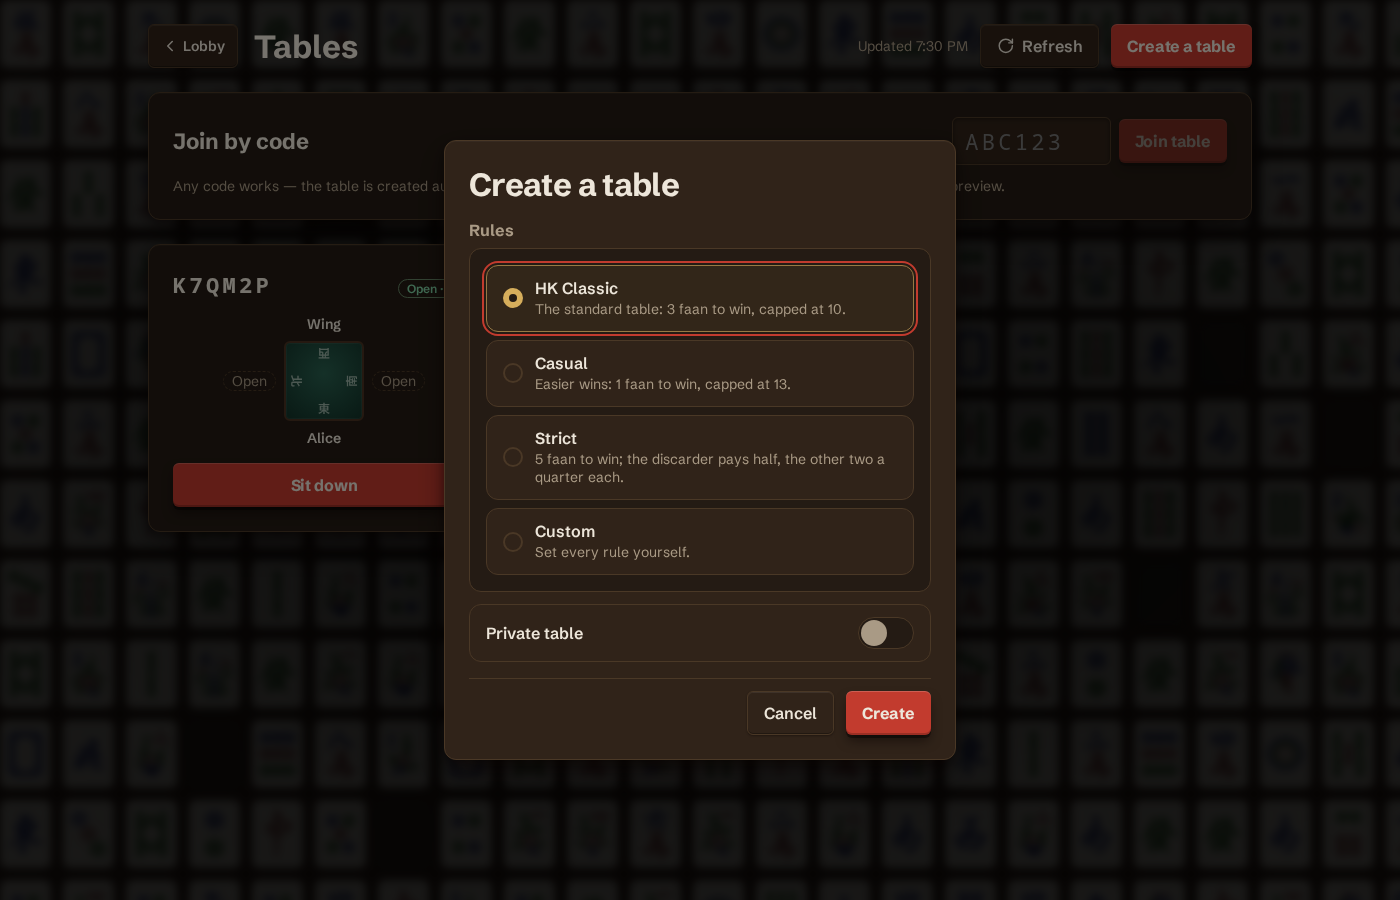 Lobby
Tables
Updated 7:30 PM
Refresh
Create a table
Join by code
ABC123
Join table
Any code works — the table is created
preview.
K7QM2P
Open ·
Wing
西
Open
北
南
Open
東
Alice
Sit down
Create a table
Rules
HK Classic
The standard table: 3 faan to win, capped at 10.
Casual
Easier wins: 1 faan to win, capped at 13.
Strict
5 faan to win; the discarder pays half, the other two a
quarter each.
Custom
Set every rule yourself.
Private table
Cancel
Create